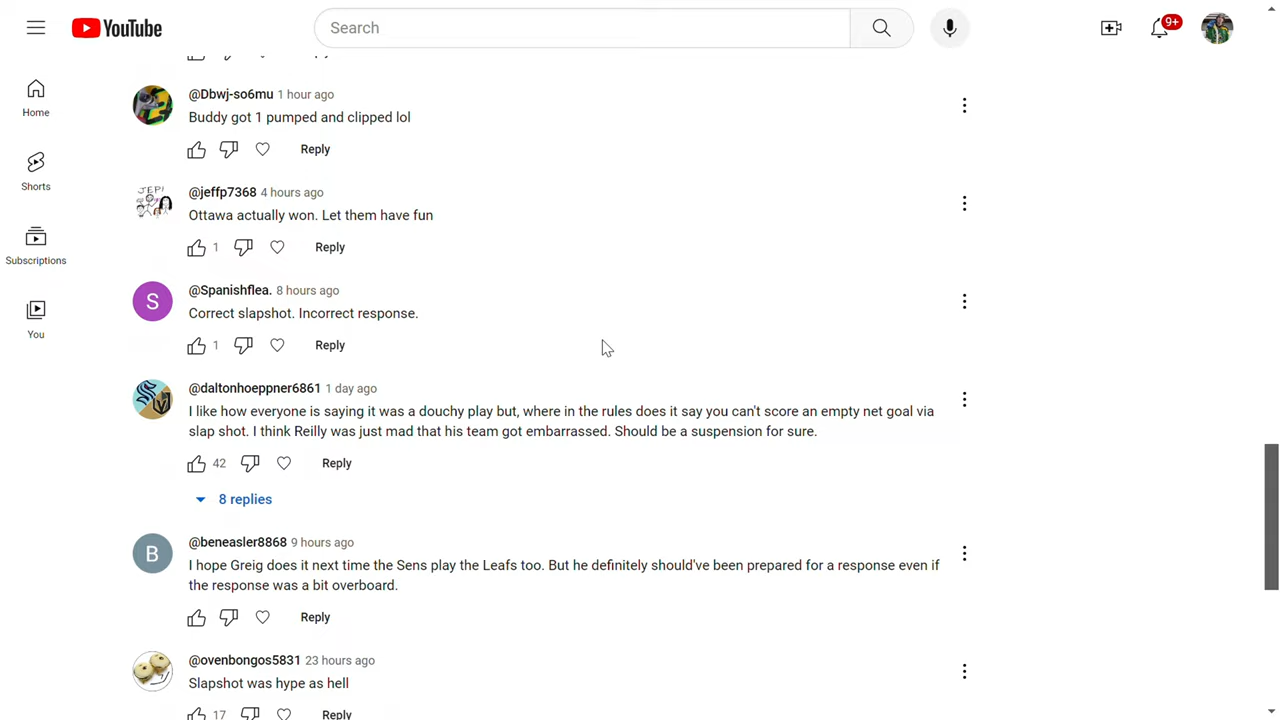 YouTube
Search
9+
Home
Shorts
Subscriptions
You
@Dbwj-so6mu 1 hour ago
Buddy got 1 pumped and clipped lol
Reply
JEPI
@jeffp7368 4 hours ago
Ottawa actually won. Let them have fun
1 Reply
S
@Spanishflea. 8 hours ago
Correct slapshot. Incorrect response.
1 Reply
@daltonhoeppner6861 1 day ago
I like how everyone is saying it was a douchy play but, where in the rules does it say you can't score an empty net goal via
slap shot. I think Reilly was just mad that his team got embarrassed. Should be a suspension for sure.
42 Reply
8 replies
B
@beneasler8868 9 hours ago
I hope Greig does it next time the Sens play the Leafs too. But he definitely should've been prepared for a response even if
the response was a bit overboard.
Reply
@ovenbongos5831 23 hours ago
Slapshot was hype as hell
17 Reply